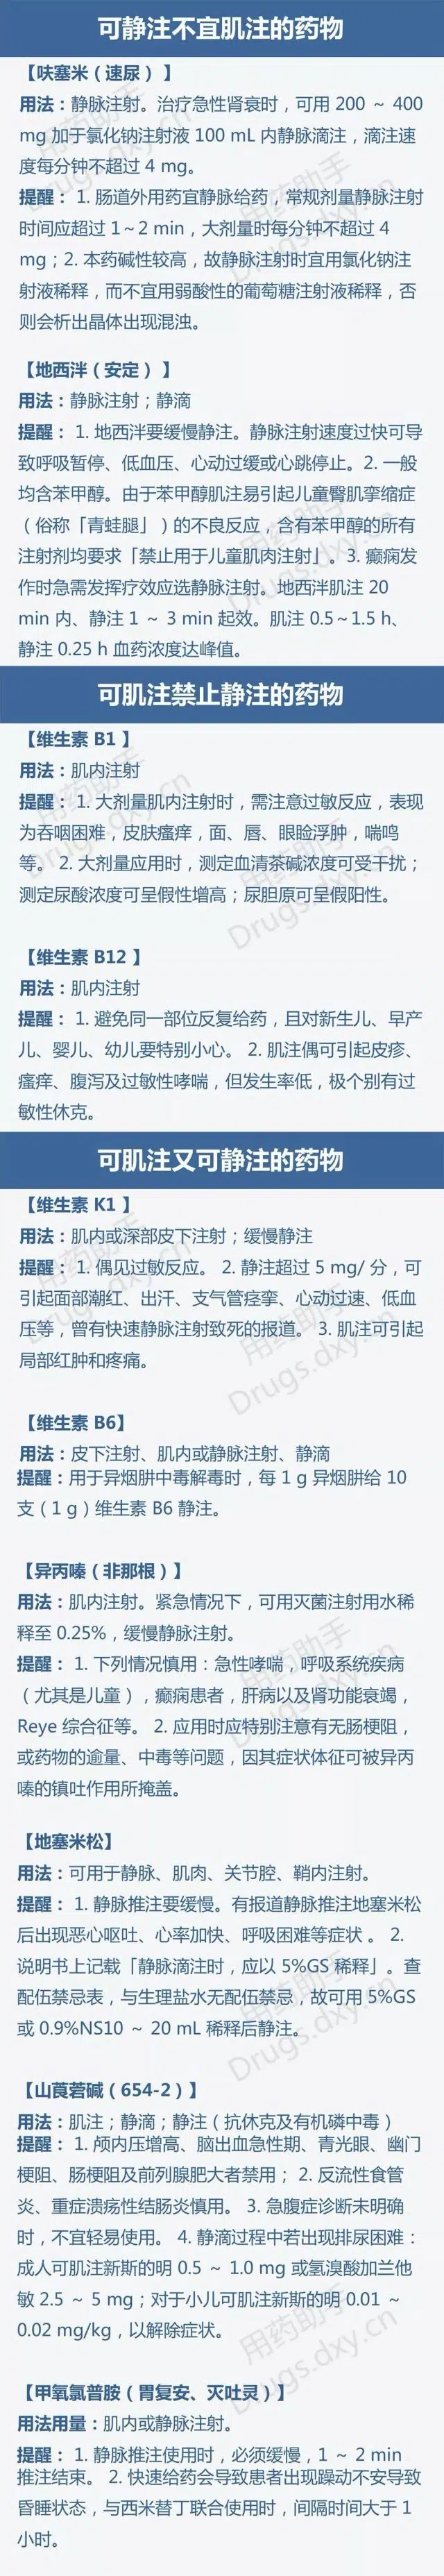 可静注不宜肌注的药物
【呋塞米（速尿）】
用法：静脉注射。治疗急性肾衰时，可用 200 ～ 400
mg 加于氯化钠注射液 100 mL 内静脉滴注，滴注速
度每分钟不超过 4 mg。
提醒： 1. 肠道外用药宜静脉给药，常规剂量静脉注射
时间应超过 1～2 min，大剂量时每分钟不超过 4
mg；2. 本药碱性较高，故静脉注射时宜用氯化钠注
射液稀释，而不宜用弱酸性的葡萄糖注射液稀释，否
则会析出晶体出现混浊。
【地西泮（安定）】
用法：静脉注射；静滴
提醒： 1. 地西泮要缓慢静注。静脉注射速度过快可导
致呼吸暂停、低血压、心动过缓或心跳停止。2. 一般
均含苯甲醇。由于苯甲醇肌注易引起儿童臀肌挛缩症
（俗称「青蛙腿」）的不良反应，含有苯甲醇的所有
注射剂均要求「禁止用于儿童肌肉注射」。3. 癫痫发
作时急需发挥疗效应选静脉注射。地西泮肌注 20
min 内、静注 1 ～ 3 min 起效。肌注 0.5～1.5 h、
静注 0.25 h 血药浓度达峰值。
可肌注禁止静注的药物
【维生素 B1 】
用法：肌内注射
提醒： 1. 大剂量肌内注射时，需注意过敏反应，表现
为吞咽困难，皮肤瘙痒，面、唇、眼睑浮肿，喘鸣
等。 2. 大剂量应用时，测定血清茶碱浓度可受干扰；
测定尿酸浓度可呈假性增高；尿胆原可呈假阳性。
【维生素 B12 】
用法：肌内注射
提醒： 1. 避免同一部位反复给药，且对新生儿、早产
儿、婴儿、幼儿要特别小心。 2. 肌注偶可引起皮疹、
瘙痒、腹泻及过敏性哮喘，但发生率低，极个别有过
敏性休克。
可肌注又可静注的药物
【维生素 K1 】
用法：肌内或深部皮下注射；缓慢静注
提醒： 1. 偶见过敏反应。 2. 静注超过 5 mg/ 分，可
引起面部潮红、出汗、支气管痉挛、心动过速、低血
压等，曾有快速静脉注射致死的报道。 3. 肌注可引起
局部红肿和疼痛。
【维生素 B6】
用法：皮下注射、肌内或静脉注射、静滴
提醒：用于异烟肼中毒解毒时，每 1 g 异烟肼给 10
支（1 g）维生素 B6 静注。
【异丙嗪（非那根）】
用法：肌内注射。紧急情况下，可用灭菌注射用水稀
释至 0.25%，缓慢静脉注射。
提醒： 1. 下列情况慎用：急性哮喘，呼吸系统疾病
（尤其是儿童），癫痫患者，肝病以及肾功能衰竭，
Reye 综合征等。 2. 应用时应特别注意有无肠梗阻，
或药物的逾量、中毒等问题，因其症状体征可被异丙
嗪的镇吐作用所掩盖。
【地塞米松】
用法：可用于静脉、肌肉、关节腔、鞘内注射。
提醒： 1. 静脉推注要缓慢。有报道静脉推注地塞米松
后出现恶心呕吐、心率加快、呼吸困难等症状 。 2.
说明书上记载「静脉滴注时，应以 5%GS 稀释」。查
配伍禁忌表，与生理盐水无配伍禁忌，故可用 5%GS
或 0.9%NS10 ～ 20 mL 稀释后静注。
【山莨菪碱（654-2）】
用法：肌注；静滴；静注（抗休克及有机磷中毒）
提醒： 1. 颅内压增高、脑出血急性期、青光眼、幽门
梗阻、肠梗阻及前列腺肥大者禁用； 2. 反流性食管
炎、重症溃疡性结肠炎慎用。 3. 急腹症诊断未明确
时，不宜轻易使用。 4. 静滴过程中若出现排尿困难：
成人可肌注新斯的明 0.5 ～ 1.0 mg 或氢溴酸加兰他
敏 2.5 ～ 5 mg；对于小儿可肌注新斯的明 0.01 ～
0.02 mg/kg，以解除症状。
【甲氧氯普胺（胃复安、灭吐灵）】
用法用量：肌内或静脉注射。
提醒： 1. 静脉推注使用时，必须缓慢，1 ～ 2 min
推注结束。 2. 快速给药会导致患者出现躁动不安导致
昏睡状态，与西米替丁联合使用时，间隔时间大于 1
小时。
用药助手
Drugs.dxy.cn